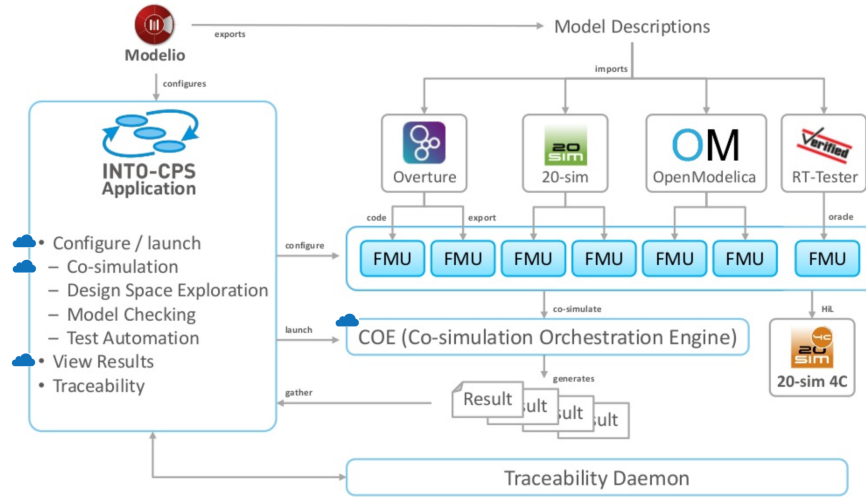 Modelio
exports
Model Descriptions
configures
imports
INTO-CPS
Application
Overture
20 SIM
20-sim
OM
OpenModelica
Verified
RT-Tester
code
export
oracle
• Configure / launch
– Co-simulation
– Design Space Exploration
– Model Checking
– Test Automation
• View Results
• Traceability
configure
FMU
FMU
FMU
FMU
FMU
FMU
FMU
co-simulate
HiL
launch
COE (Co-simulation Orchestration Engine)
4C
20 SIM
20-sim 4C
generates
gather
Result
ult
ult
ult
Traceability Daemon